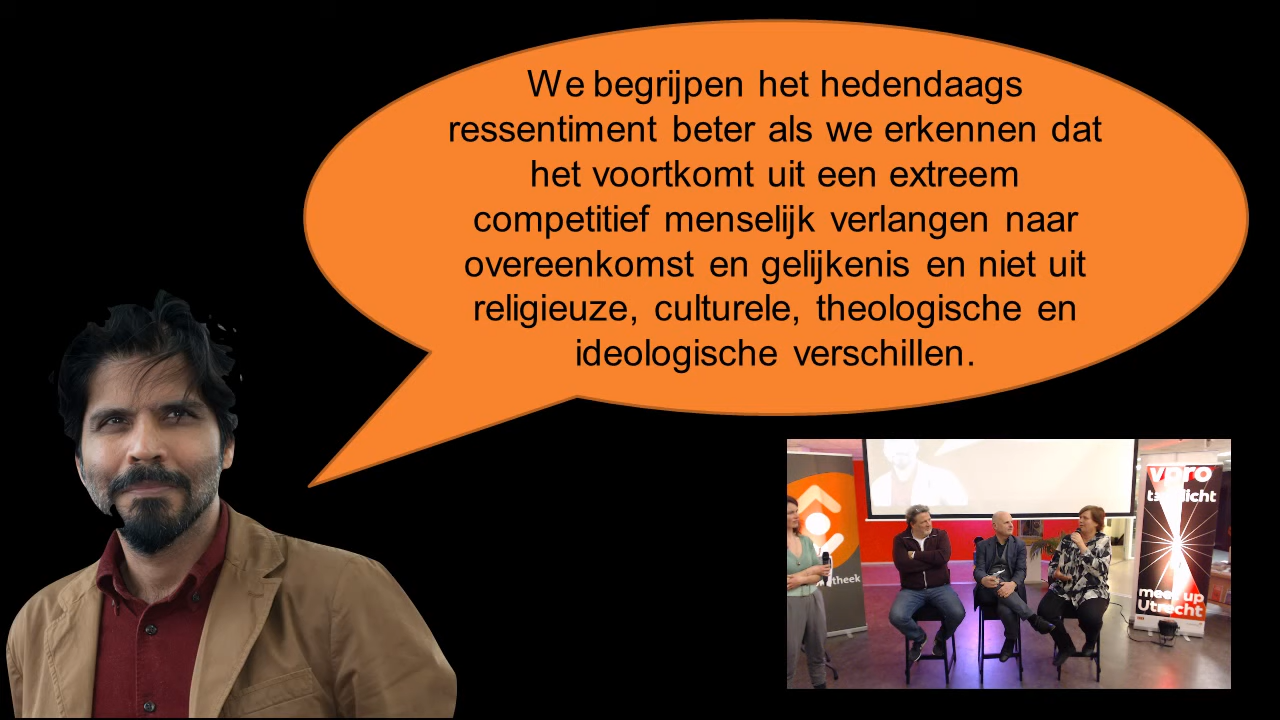 We begrijpen het hedendaags
ressentiment beter als we erkennen dat
het voortkomt uit een extreem
competitief menselijk verlangen naar
overeenkomst en gelijkenis en niet uit
religieuze, culturele, theologische en
ideologische verschillen.
vpro
meet up
Utrecht
theek